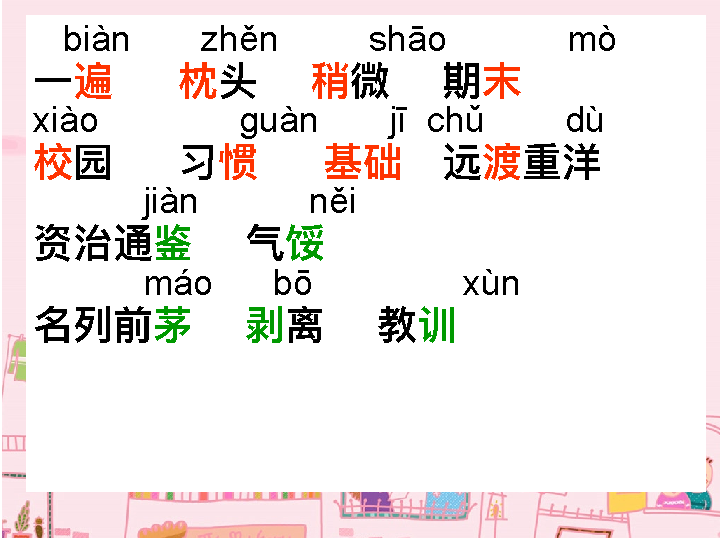 biàn zhěn shāo mò
一遍 枕头 稍微 期末
xiào guàn jī chǔ dù
校园 习惯 基础 远渡重洋
jiàn něi
资治通鉴 气馁
máo bō xùn
名列前茅 剥离 教训